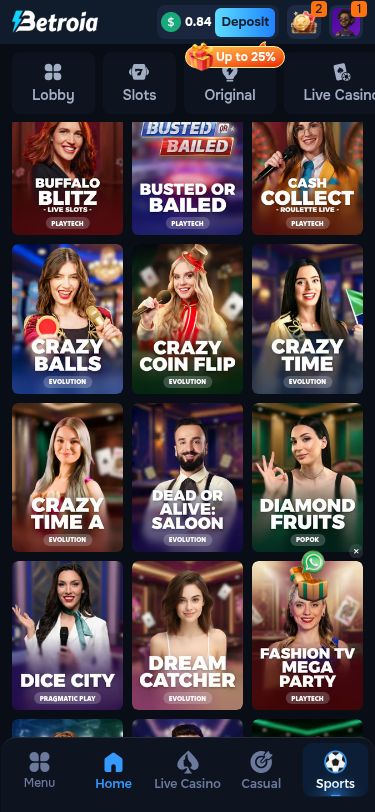 Betroia
$ 0.84 Deposit
2
1
Up to 25%
Lobby
Slots
Original
Live Casino
BUFFALO
BLITZ
- LIVE SLOTS -
PLAYTECH
BUSTED OR
BAILED
BUSTED OR
BAILED
PLAYTECH
CASH
COLLECT
- ROULETTE LIVE -
PLAYTECH
CRAZY
BALLS
EVOLUTION
CRAZY
COIN FLIP
EVOLUTION
CRAZY
TIME
EVOLUTION
CRAZY
TIME A
EVOLUTION
DEAD OR
ALIVE:
SALOON
EVOLUTION
DIAMOND
FRUITS
POPOK
DICE CITY
PRAGMATIC PLAY
DREAM
CATCHER
EVOLUTION
FASHION TV
MEGA
PARTY
PLAYTECH
Menu
Home
Live Casino
Casual
Sports